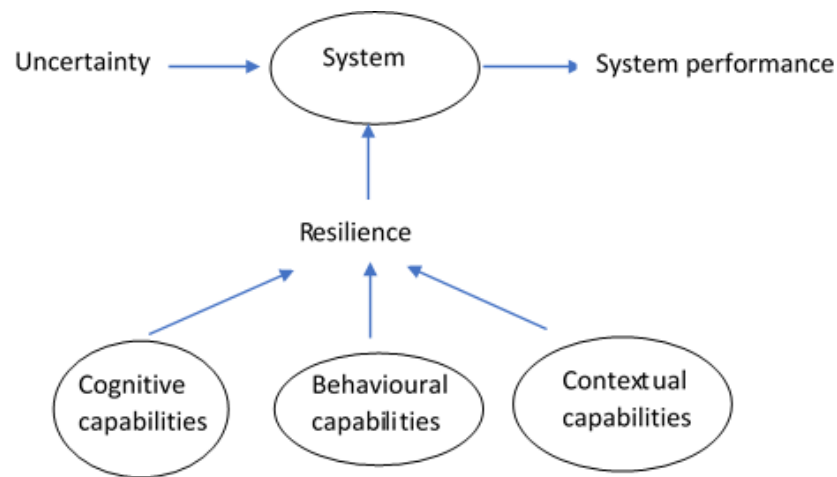 Uncertainty
System
System performance
Resilience
Cognitive
capabilities
Behavioural
capabilities
Contextual
capabilities